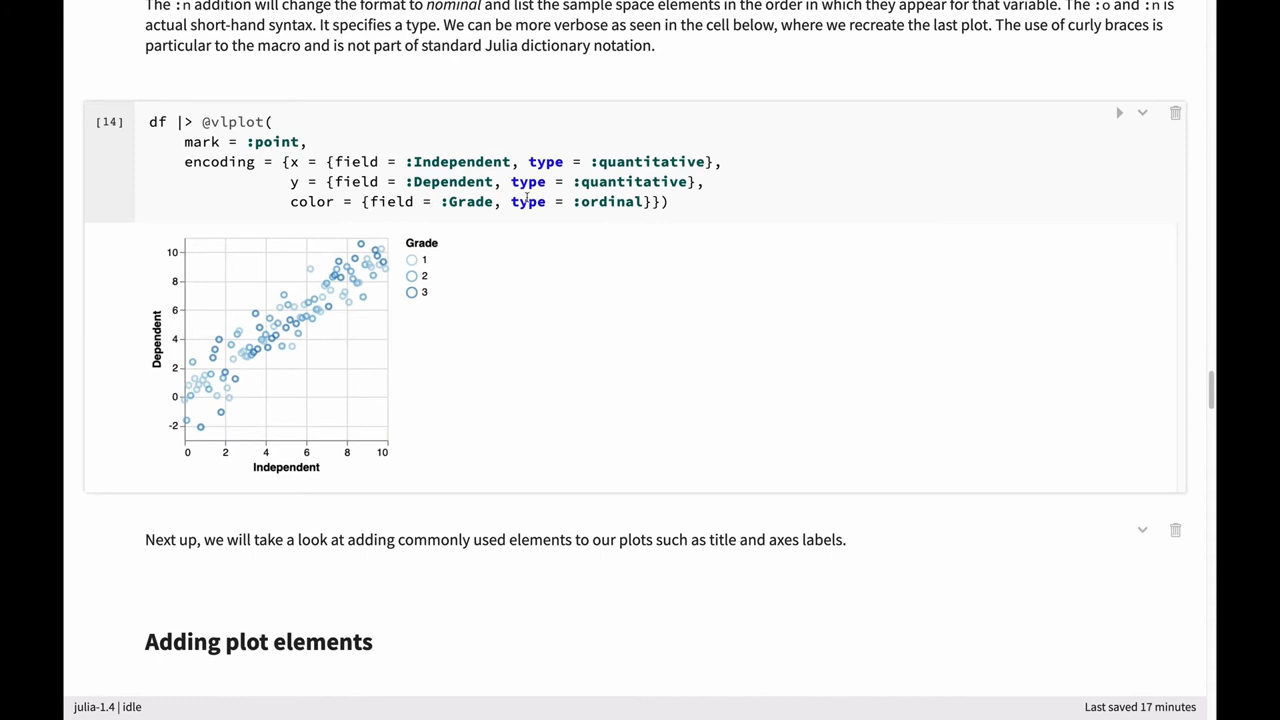 The :n addition will change the format to nominal and list the sample space elements in the order in which they appear for that variable. The :o and :n is
actual short-hand syntax. It specifies a type. We can be more verbose as seen in the cell below, where we recreate the last plot. The use of curly braces is
particular to the macro and is not part of standard Julia dictionary notation.
[14]
df |> @vlplot(
mark = :point,
encoding = {x = {field = :Independent, type = :quantitative},
y = {field = :Dependent, type = :quantitative},
color = {field = :Grade, type = :ordinal}})
10
8
6
4
2
0
-2
Dependent
0 2 4 6 8 10
Independent
Grade
1
2
3
Next up, we will take a look at adding commonly used elements to our plots such as title and axes labels.
Adding plot elements
julia-1.4 | idle
Last saved 17 minutes